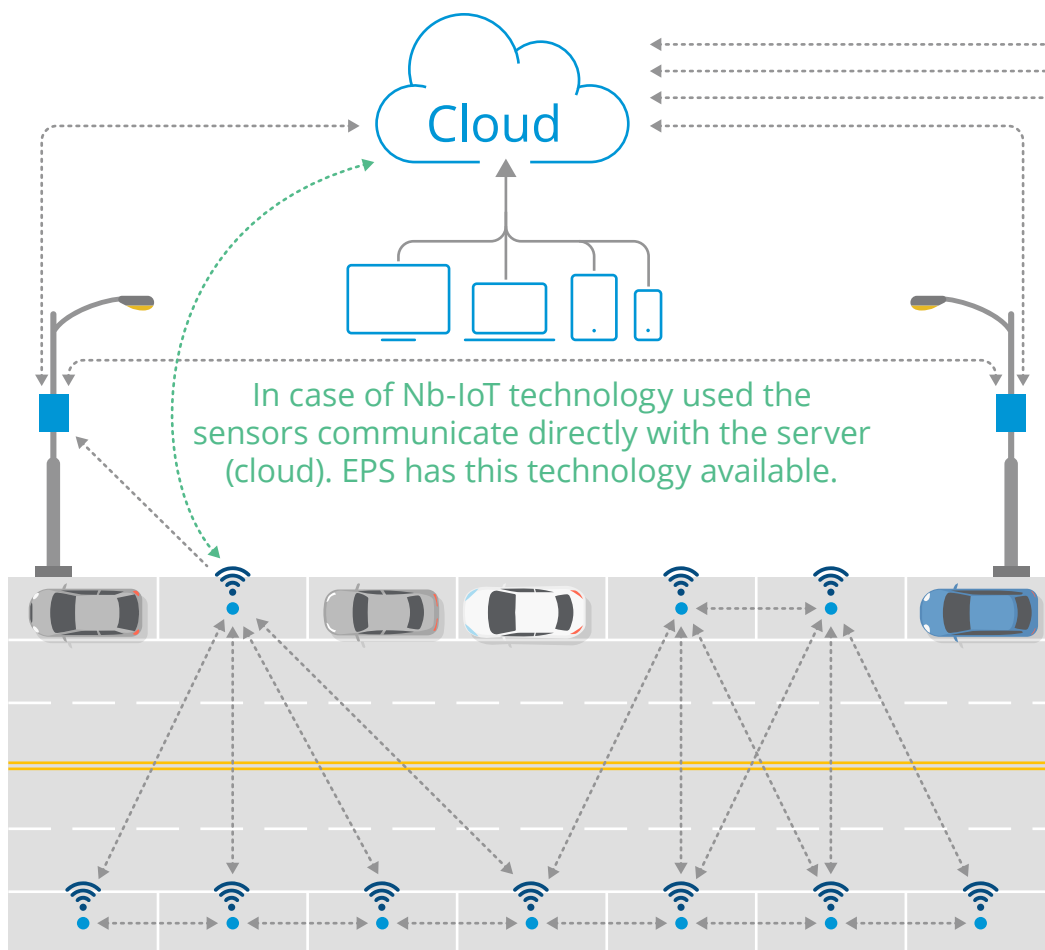 Cloud
In case of Nb-IoT technology used the
sensors communicate directly with the server
(cloud). EPS has this technology available.